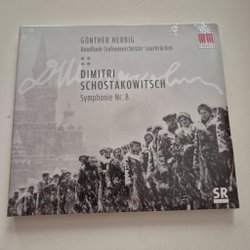 GÜNTHER HERBIG
Rundfunk-Sinfonieorchester Saarbrücken
DIMITRI
SCHOSTAKOWITSCH
Symphonie Nr. 8
SR